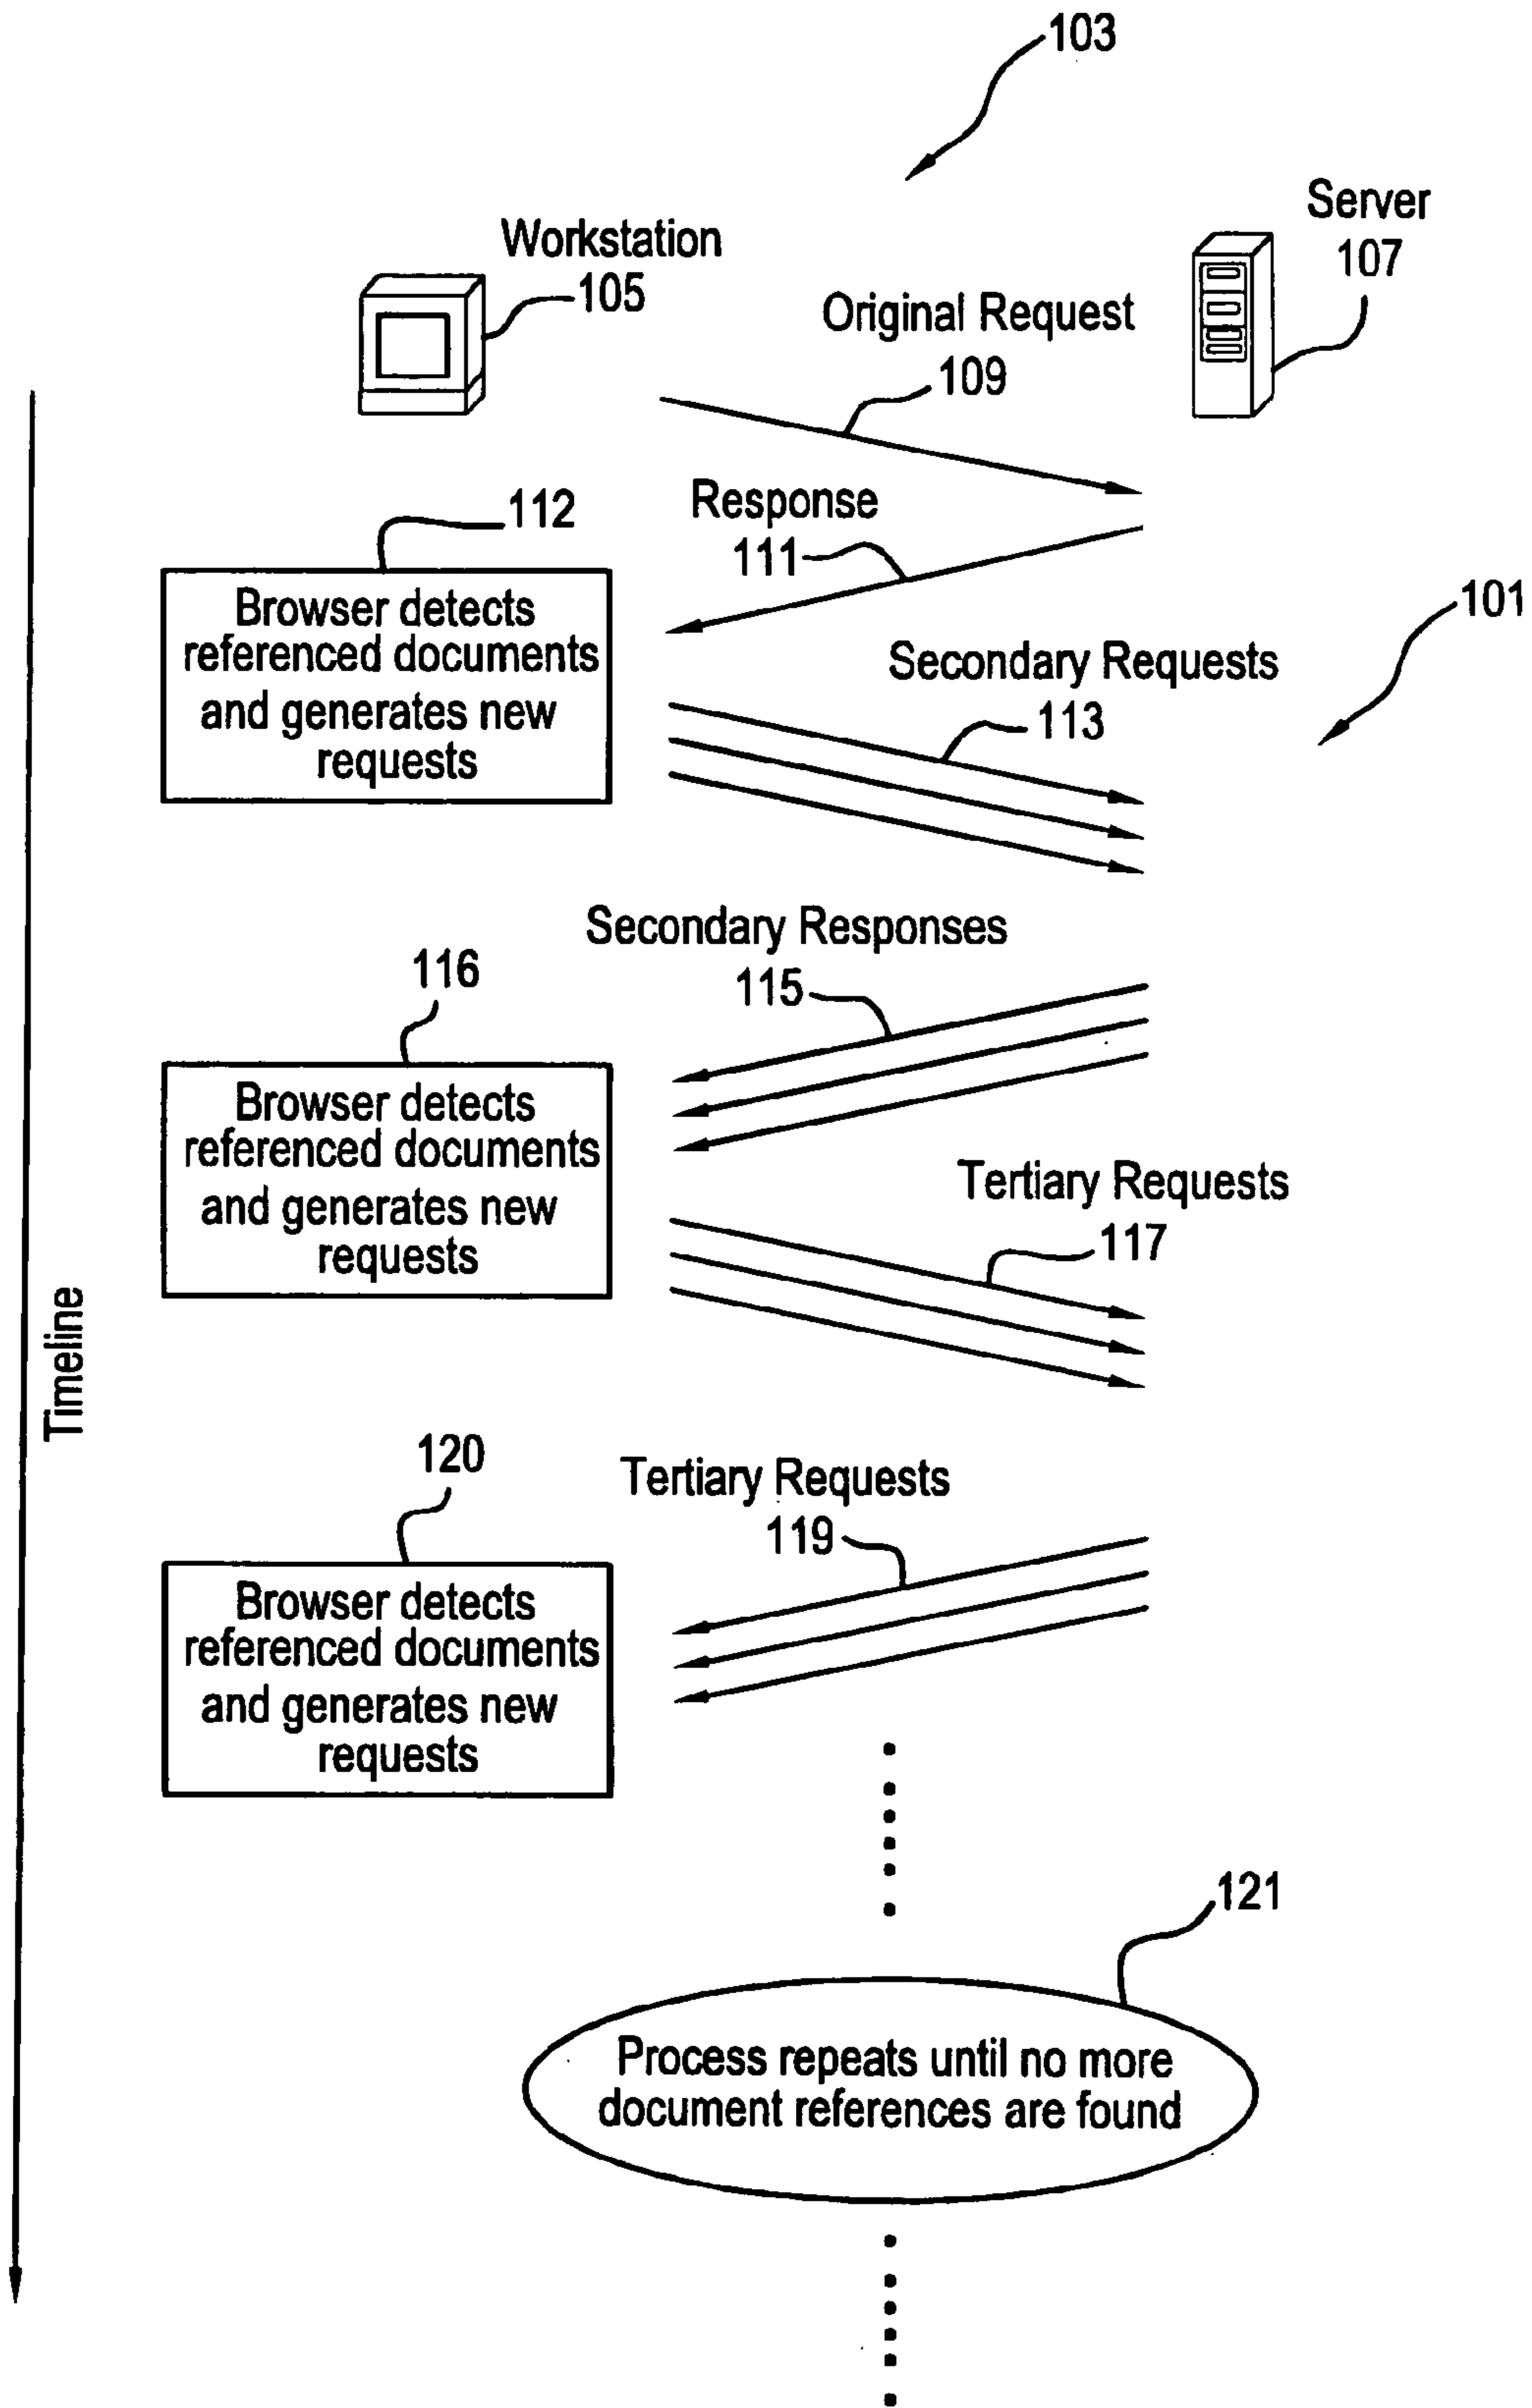 103
Server
107
Workstation
105
Original Request
109
112
Response
111
101
Browser detects
referenced documents
and generates new
requests
Secondary Requests
113
Secondary Responses
115
116
Browser detects
referenced documents
and generates new
requests
Tertiary Requests
117
Timeline
120
Tertiary Requests
119
Browser detects
referenced documents
and generates new
requests
121
Process repeats until no more
document references are found